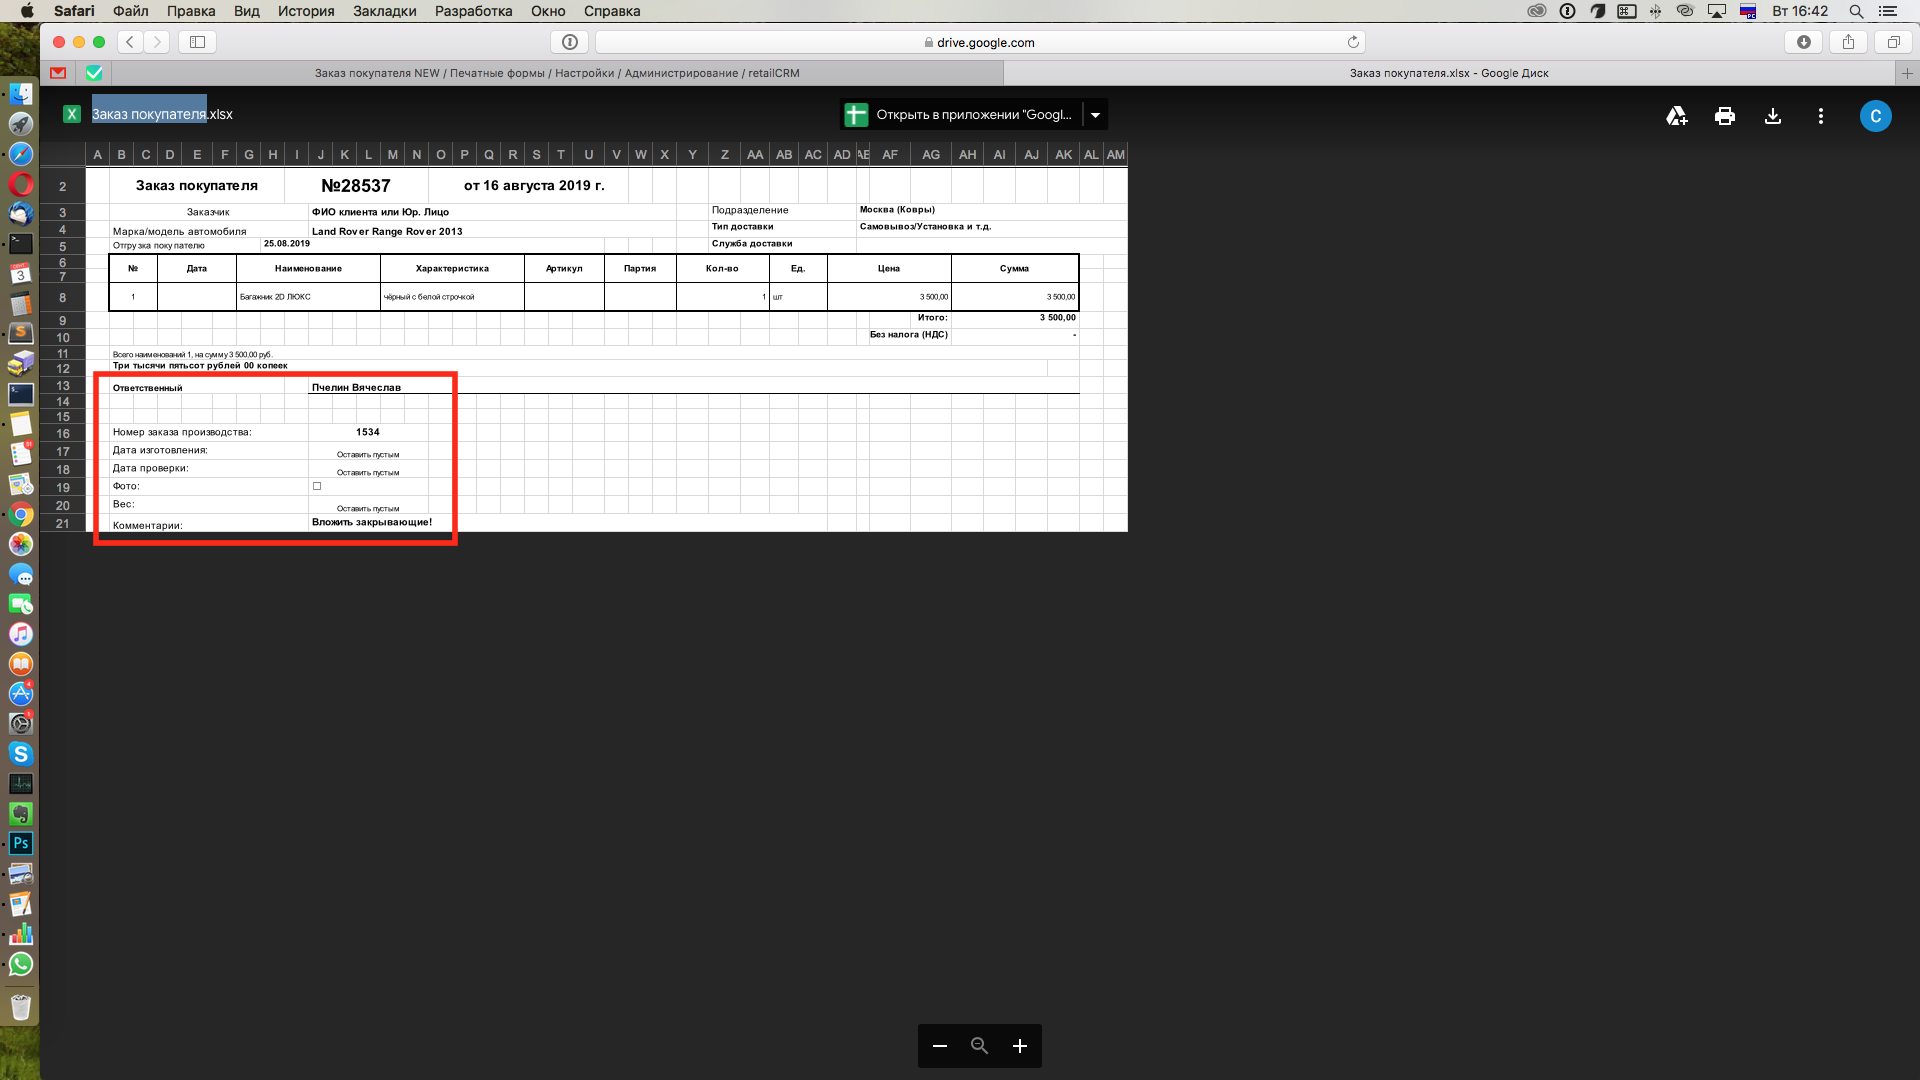 Safari Файл Правка Вид История Закладки Разработка Окно Справка Вт 16:42
drive.google.com
Заказ покупателя NEW / Печатные формы / Настройки / Администрирование / retailCRM
Заказ покупателя.xlsx - Google Диск
X Заказ покупателя.xlsx
Открыть в приложении "Googl...
C
A B C D E F G H I J K L M N O P Q R S T U V W X Y Z AA AB AC AD AE AF AG AH AI AJ AK AL AM
2 Заказ покупателя №28537 от 16 августа 2019 г.
3 Заказчик ФИО клиента или Юр. Лицо Подразделение Москва (Ковры)
4 Марка/модель автомобиля Land Rover Range Rover 2013 Тип доставки Самовывоз/Установка и т.д.
5 Отгрузка покупателю 25.08.2019 Служба доставки
6
7 № Дата Наименование Характеристика Артикул Партия Кол-во Ед. Цена Сумма
8 1 Багажник 2D ЛЮКС чёрный с белой строчкой 1 шт 3 500,00 3 500,00
9 Итого: 3 500,00
10 Без налога (НДС) -
11 Всего наименований 1, на сумму 3 500,00 руб.
12 Три тысячи пятьсот рублей 00 копеек
13 Ответственный Пчелин Вячеслав
14
15
16 Номер заказа производства: 1534
17 Дата изготовления: Оставить пустым
18 Дата проверки: Оставить пустым
19 Фото:
20 Вес: Оставить пустым
21 Комментарии: Вложить закрывающие!
3
S
Ps